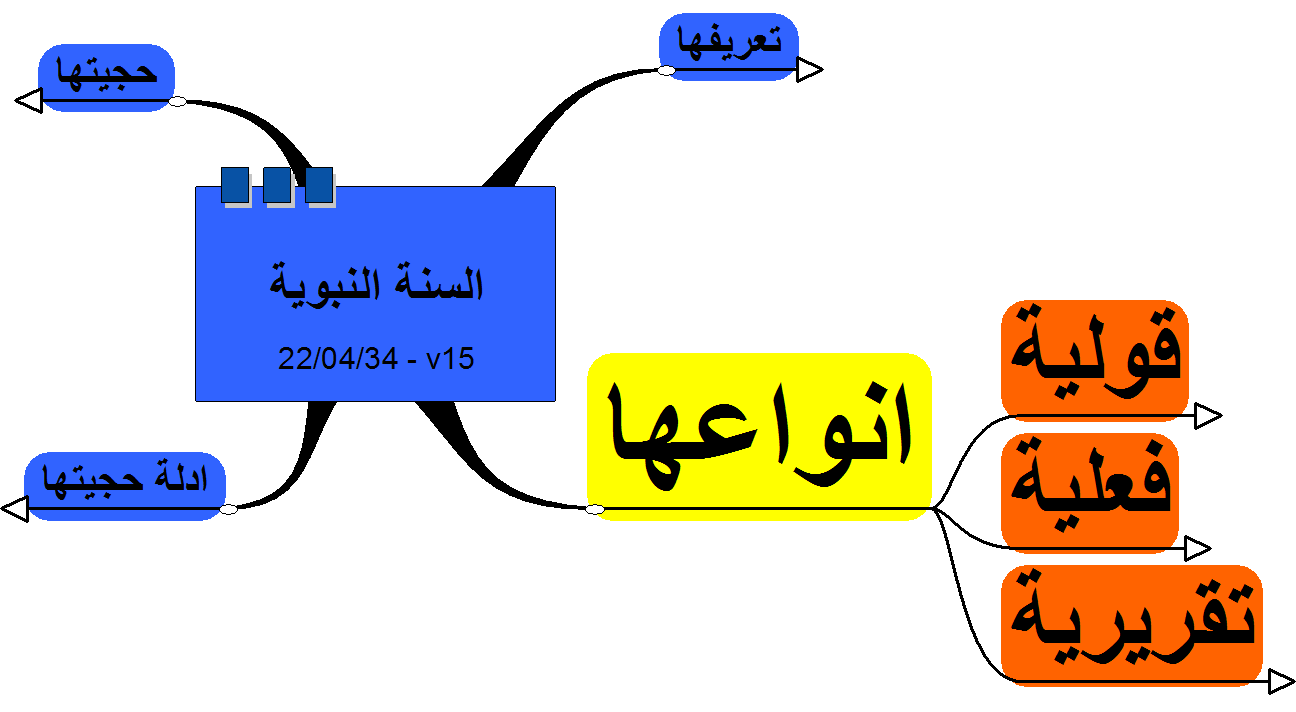 تعريفها
حجيتها
السنة النبوية
22/04/34 - v15
انواعها
قولية
فعلية
تقريرية
ادلة حجيتها